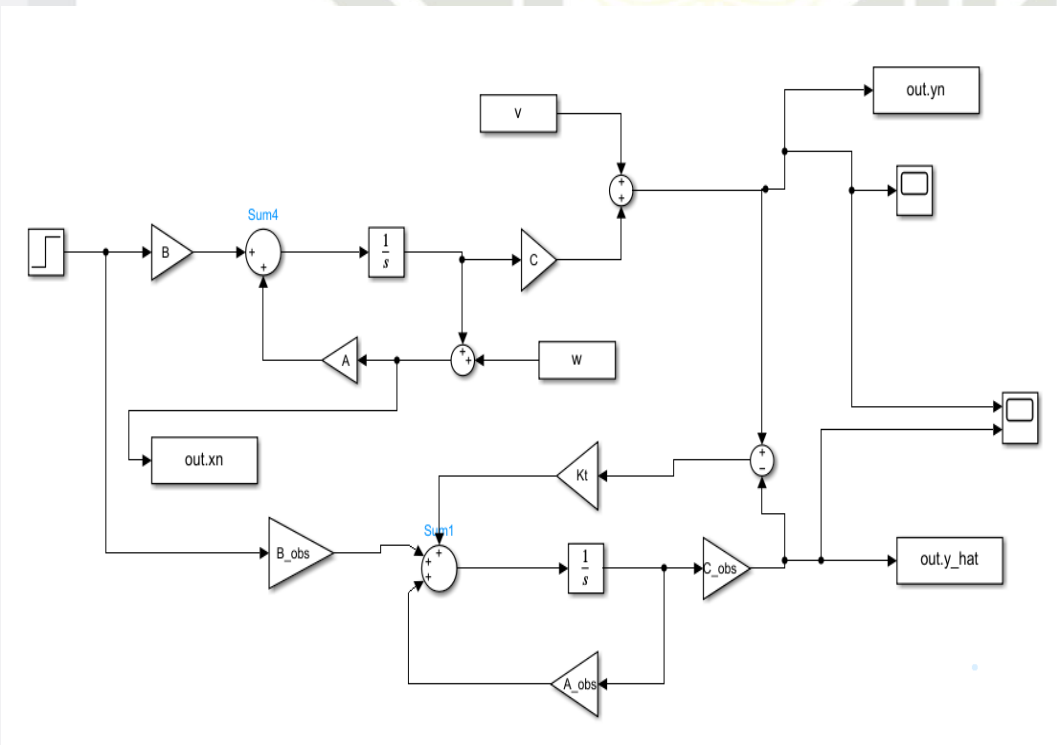 out.yn
V
Sum4
B
1
s
C
A
W
out.xn
Kt
Sum1
B_obs
1
s
C_obs
out.y_hat
A_obs
+
+
+
+
+
+
+
−
+
+
+